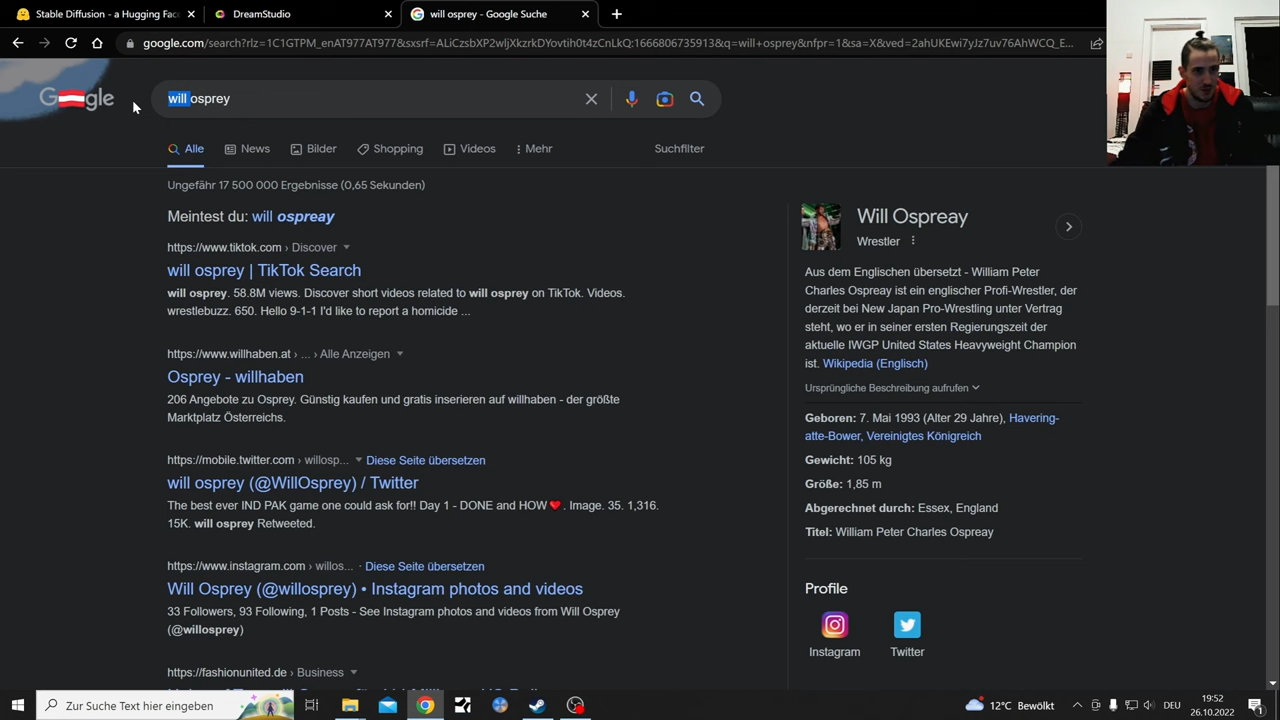 Stable Diffusion - a Hugging Face
DreamStudio
will osprey - Google Suche
google.com/search?rlz=1C1GTPM_enAT977AT977&sxsrf=
Google
will osprey
Alle
News
Bilder
Shopping
Videos
Mehr
Suchfilter
Ungefähr 17 500 000 Ergebnisse (0,65 Sekunden)
Meintest du: will ospreay
https://www.tiktok.com › Discover
will osprey | TikTok Search
will osprey. 58.8M views. Discover short videos related to will osprey on TikTok. Videos.
wrestlebuzz. 650. Hello 9-1-1 I'd like to report a homicide ...
https://www.willhaben.at › ... › Alle Anzeigen
Osprey - willhaben
206 Angebote zu Osprey. Günstig kaufen und gratis inserieren auf willhaben - der größte
Marktplatz Österreichs.
https://mobile.twitter.com › willosp...
Diese Seite übersetzen
will osprey (@WillOsprey) / Twitter
The best ever IND PAK game one could ask for!! Day 1 - DONE and HOW❤️. Image. 35. 1,316.
15K. will osprey Retweeted.
https://www.instagram.com › willos... · Diese Seite übersetzen
Will Osprey (@willosprey) • Instagram photos and videos
33 Followers, 93 Following, 1 Posts - See Instagram photos and videos from Will Osprey
(@willosprey)
https://fashionunited.de › Business
Will Ospreay
Wrestler
Aus dem Englischen übersetzt - William Peter
Charles Ospreay ist ein englischer Profi-Wrestler, der
derzeit bei New Japan Pro-Wrestling unter Vertrag
steht, wo er in seiner ersten Regierungszeit der
aktuelle IWGP United States Heavyweight Champion
ist. Wikipedia (Englisch)
Ursprüngliche Beschreibung aufrufen
Geboren: 7. Mai 1993 (Alter 29 Jahre), Havering-
atte-Bower, Vereinigtes Königreich
Gewicht: 105 kg
Größe: 1,85 m
Abgerechnet durch: Essex, England
Titel: William Peter Charles Ospreay
Profile
Instagram
Twitter
Zur Suche Text hier eingeben
12°C Bewölkt
DEU
19:52
26.10.2022
1